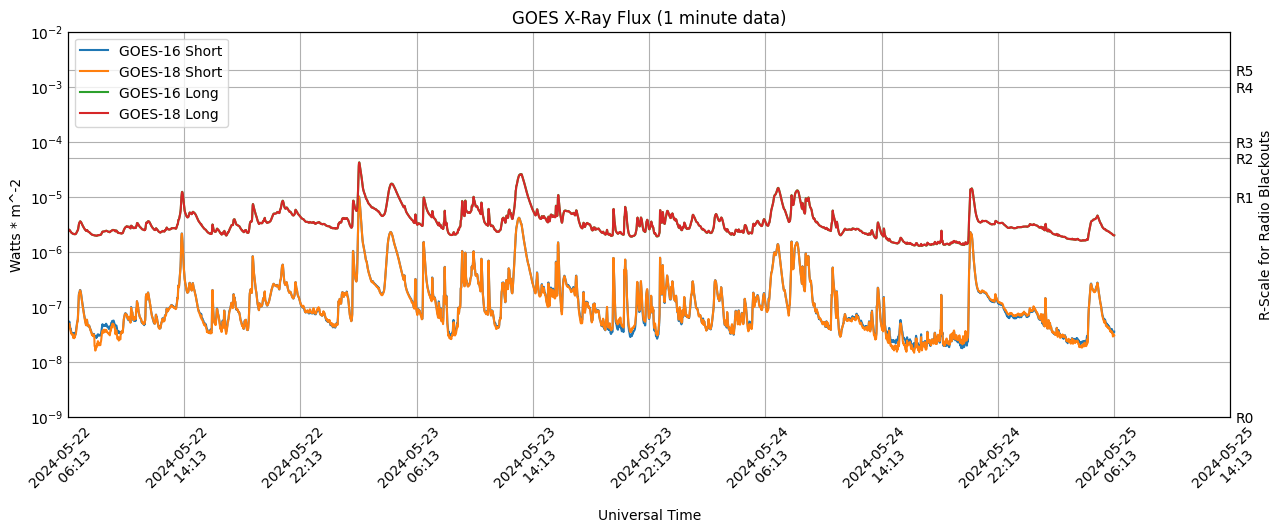 GOES X-Ray Flux (1 minute data)
GOES-16 Short
GOES-18 Short
GOES-16 Long
GOES-18 Long
Watts * m^-2
10^-2
10^-3
10^-4
10^-5
10^-6
10^-7
10^-8
10^-9
R5
R4
R3
R2
R1
R0
R-Scale for Radio Blackouts
2024-05-22
06:13
2024-05-22
14:13
2024-05-22
22:13
2024-05-23
06:13
2024-05-23
14:13
2024-05-23
22:13
2024-05-24
06:13
2024-05-24
14:13
2024-05-24
22:13
2024-05-25
06:13
2024-05-25
14:13
Universal Time